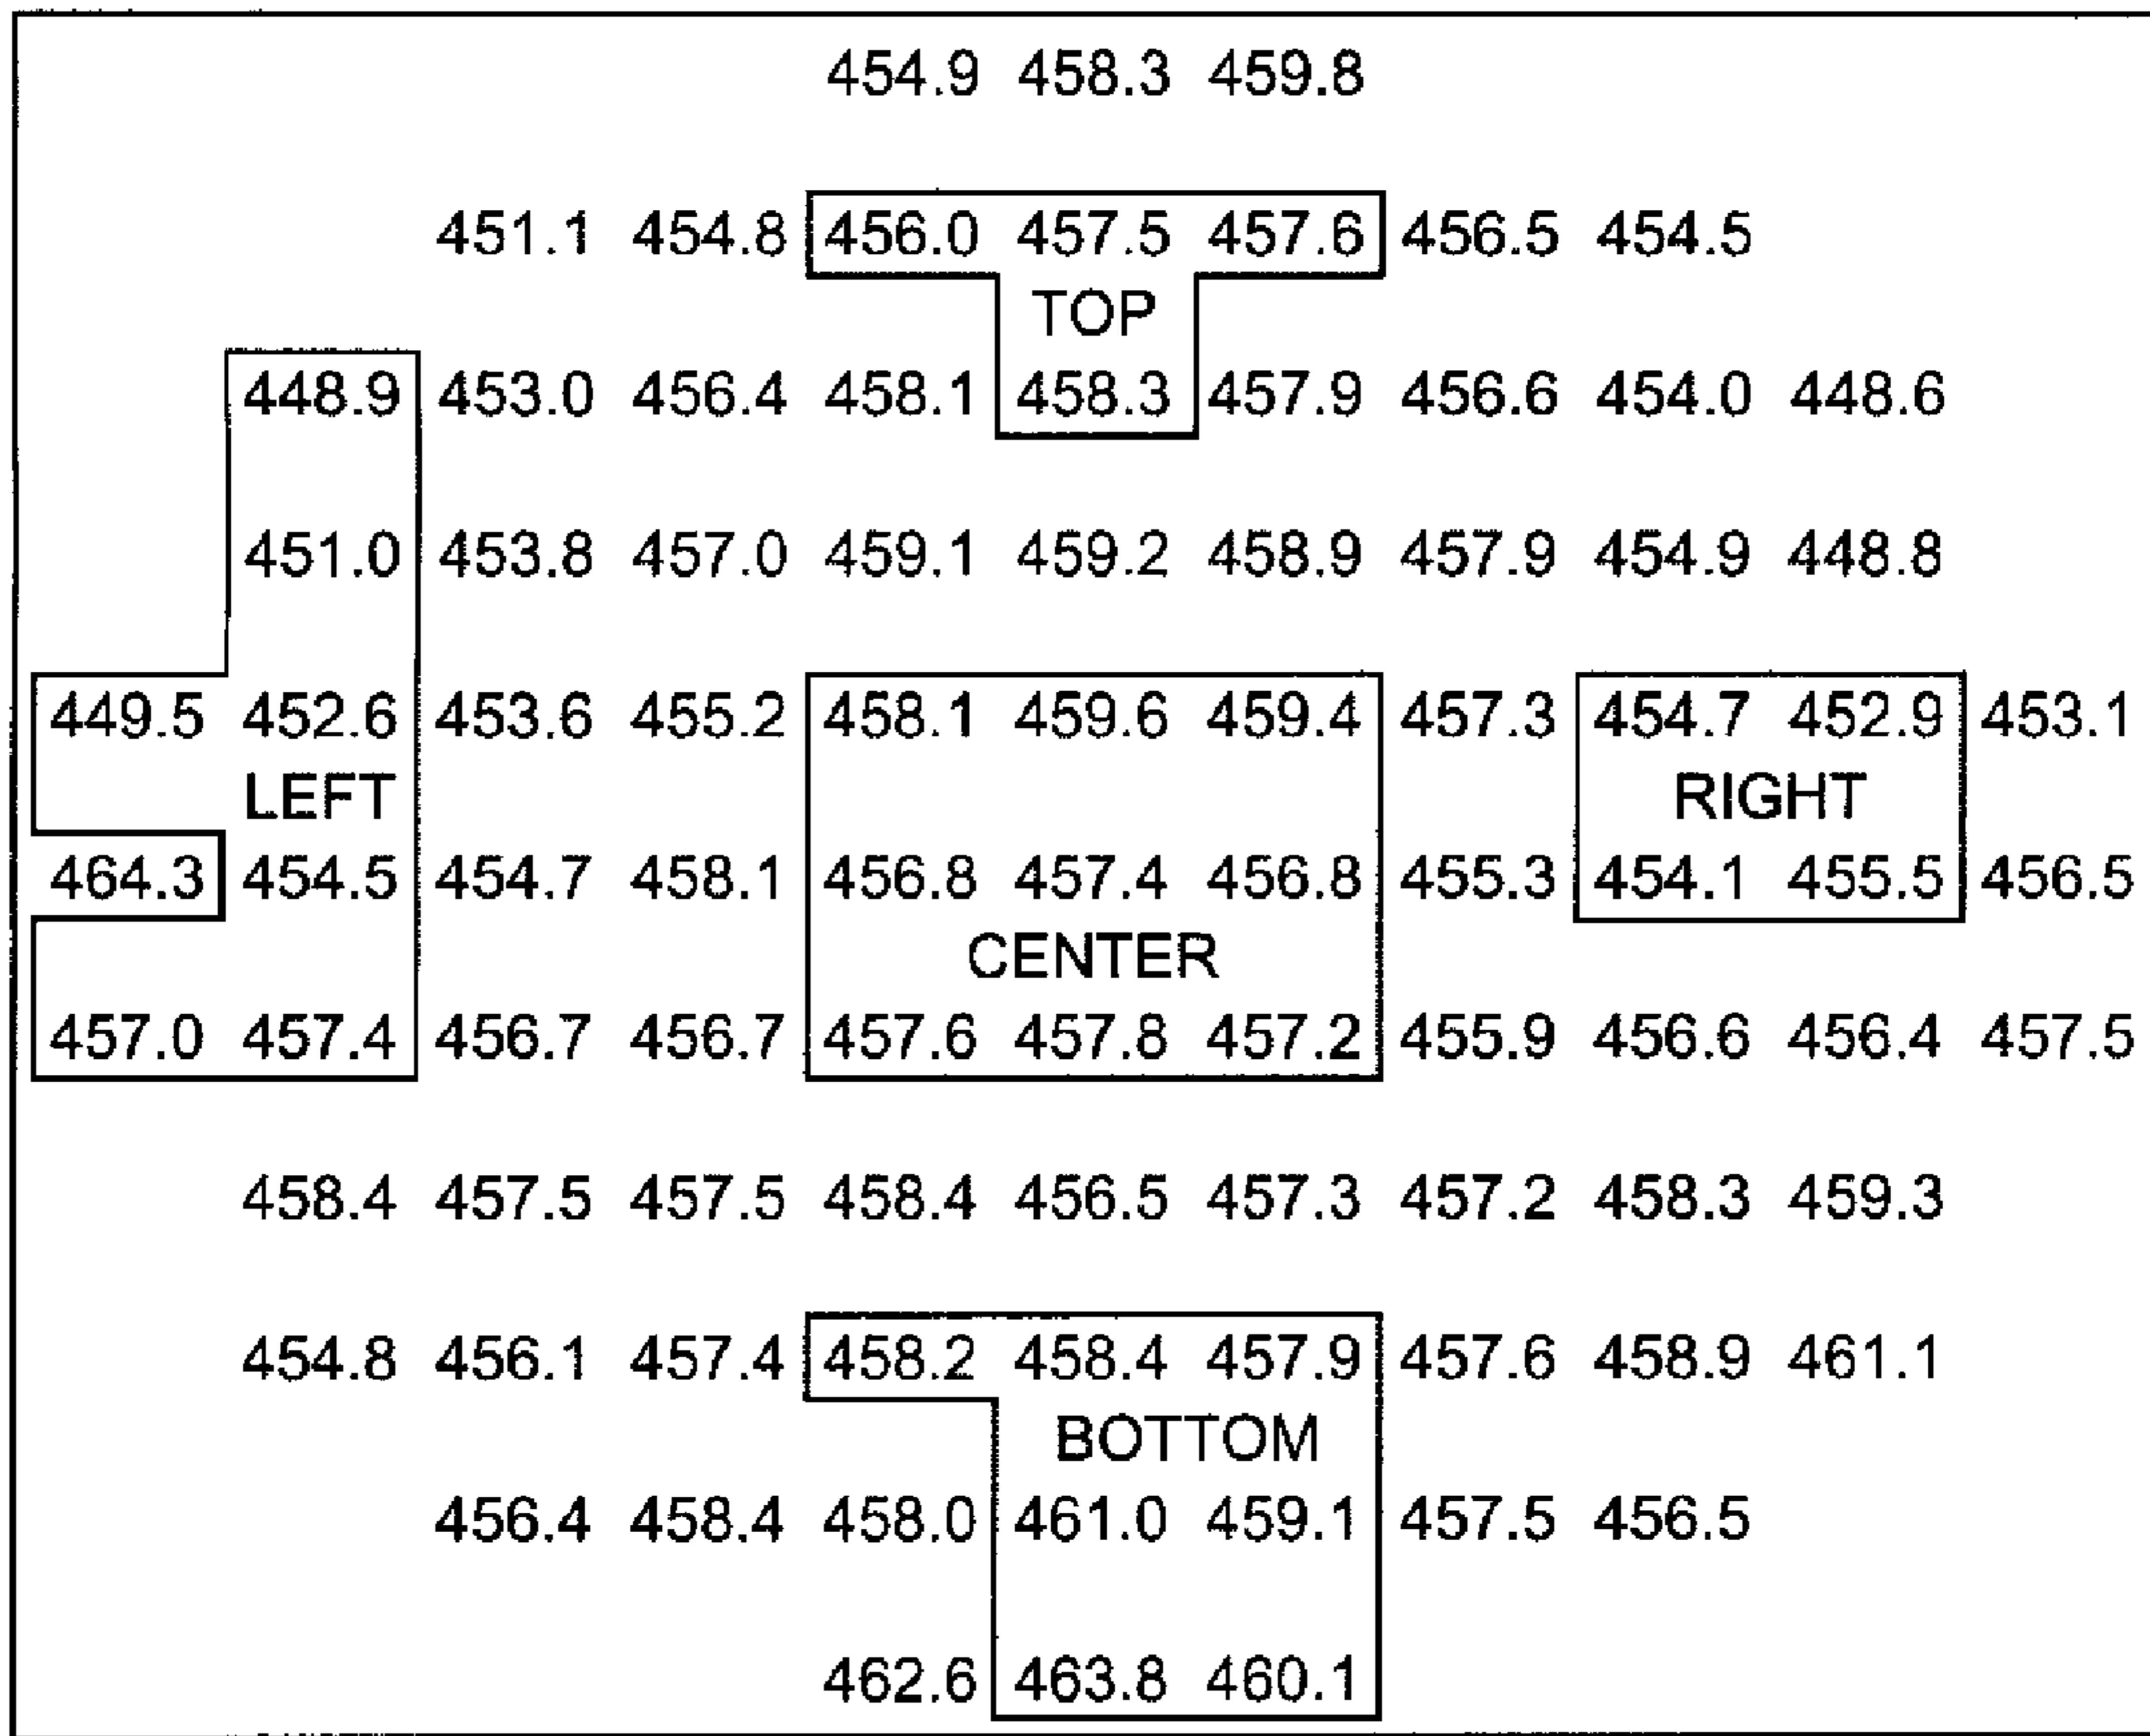 454.9 458.3 459.8
451.1 454.8 456.0 457.5 457.6 456.5 454.5
TOP
448.9 453.0 456.4 458.1 458.3 457.9 456.6 454.0 448.6
451.0 453.8 457.0 459.1 459.2 458.9 457.9 454.9 448.8
449.5 452.6 453.6 455.2 458.1 459.6 459.4 457.3 454.7 452.9 453.1
LEFT RIGHT
464.3 454.5 454.7 458.1 456.8 457.4 456.8 455.3 454.1 455.5 456.5
CENTER
457.0 457.4 456.7 456.7 457.6 457.8 457.2 455.9 456.6 456.4 457.5
458.4 457.5 457.5 458.4 456.5 457.3 457.2 458.3 459.3
454.8 456.1 457.4 458.2 458.4 457.9 457.6 458.9 461.1
BOTTOM
456.4 458.4 458.0 461.0 459.1 457.5 456.5
462.6 463.8 460.1